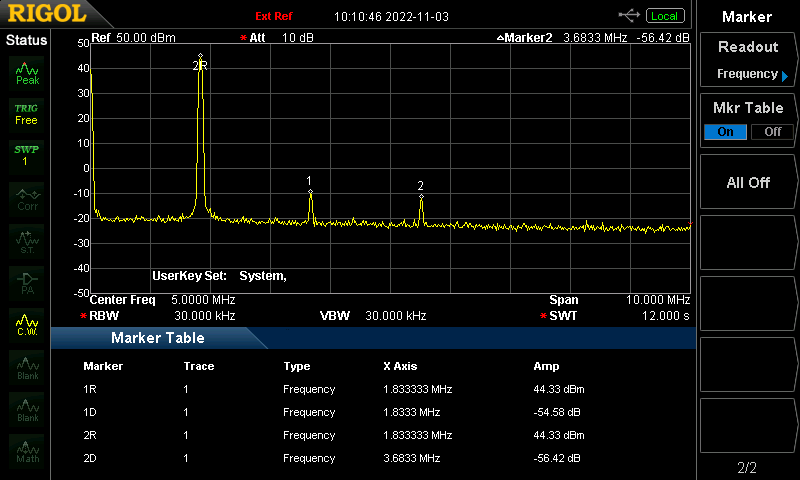 RIGOL Ext Ref 10:10:46 2022-11-03 Local
Status
Peak
TRIG
Free
SWP
1
Corr
S.T.
PA
C.W.
Blank
Blank
Math
Ref 50.00 dBm * Att 10 dB Marker2 3.6833 MHz -56.42 dB
50
40
30
20
10
0
-10
-20
-30
-40
-50
2R
1
2
UserKey Set: System,
Center Freq 5.0000 MHz Span 10.000 MHz
* RBW 30.000 kHz VBW 30.000 kHz * SWT 12.000 s
Marker Table
Marker Trace Type X Axis Amp
1R 1 Frequency 1.833333 MHz 44.33 dBm
1D 1 Frequency 1.8333 MHz -54.58 dB
2R 1 Frequency 1.833333 MHz 44.33 dBm
2D 1 Frequency 3.6833 MHz -56.42 dB
Marker
Readout
Frequency
Mkr Table
On Off
All Off
2/2